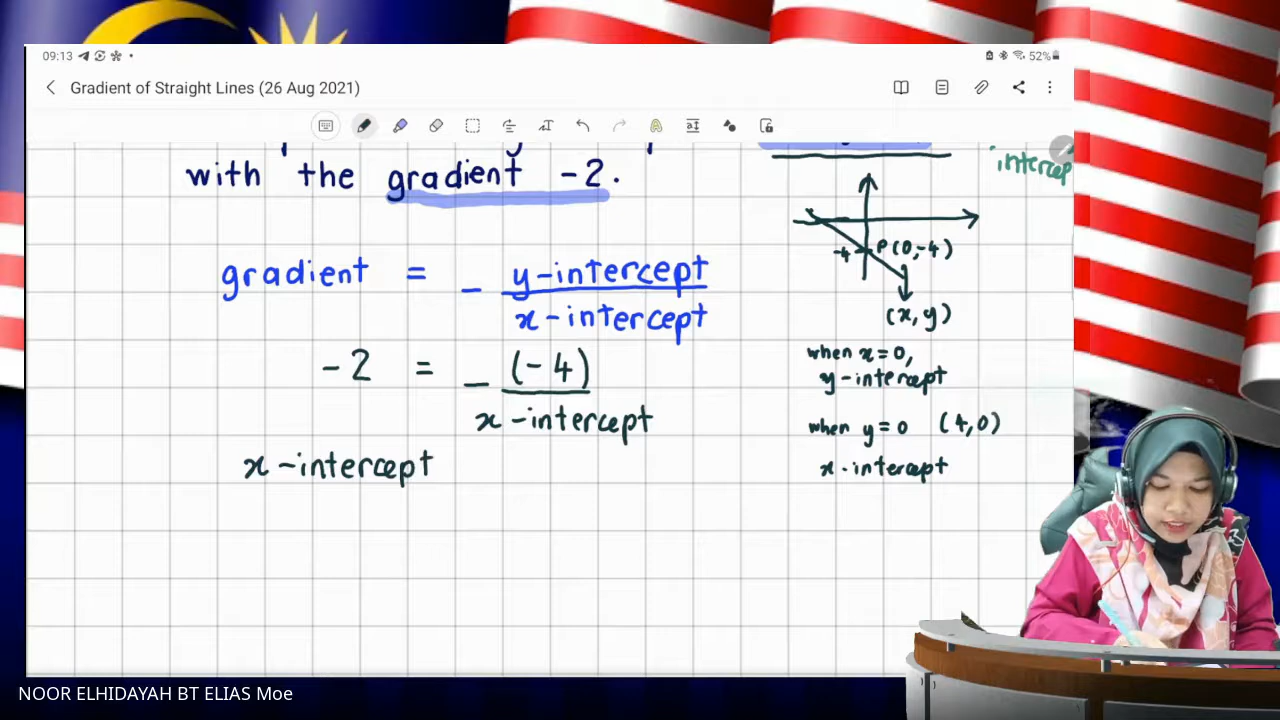 09:13
52%
Gradient of Straight Lines (26 Aug 2021)
with the gradient -2.
gradient = - y-intercept
x-intercept
-2 = - (-4)
x-intercept
x-intercept
intercep
-4
P(0,-4)
(x, y)
when x=0,
y-intercept
when y=0 (4,0)
x-intercept
NOOR ELHIDAYAH BT ELIAS Moe